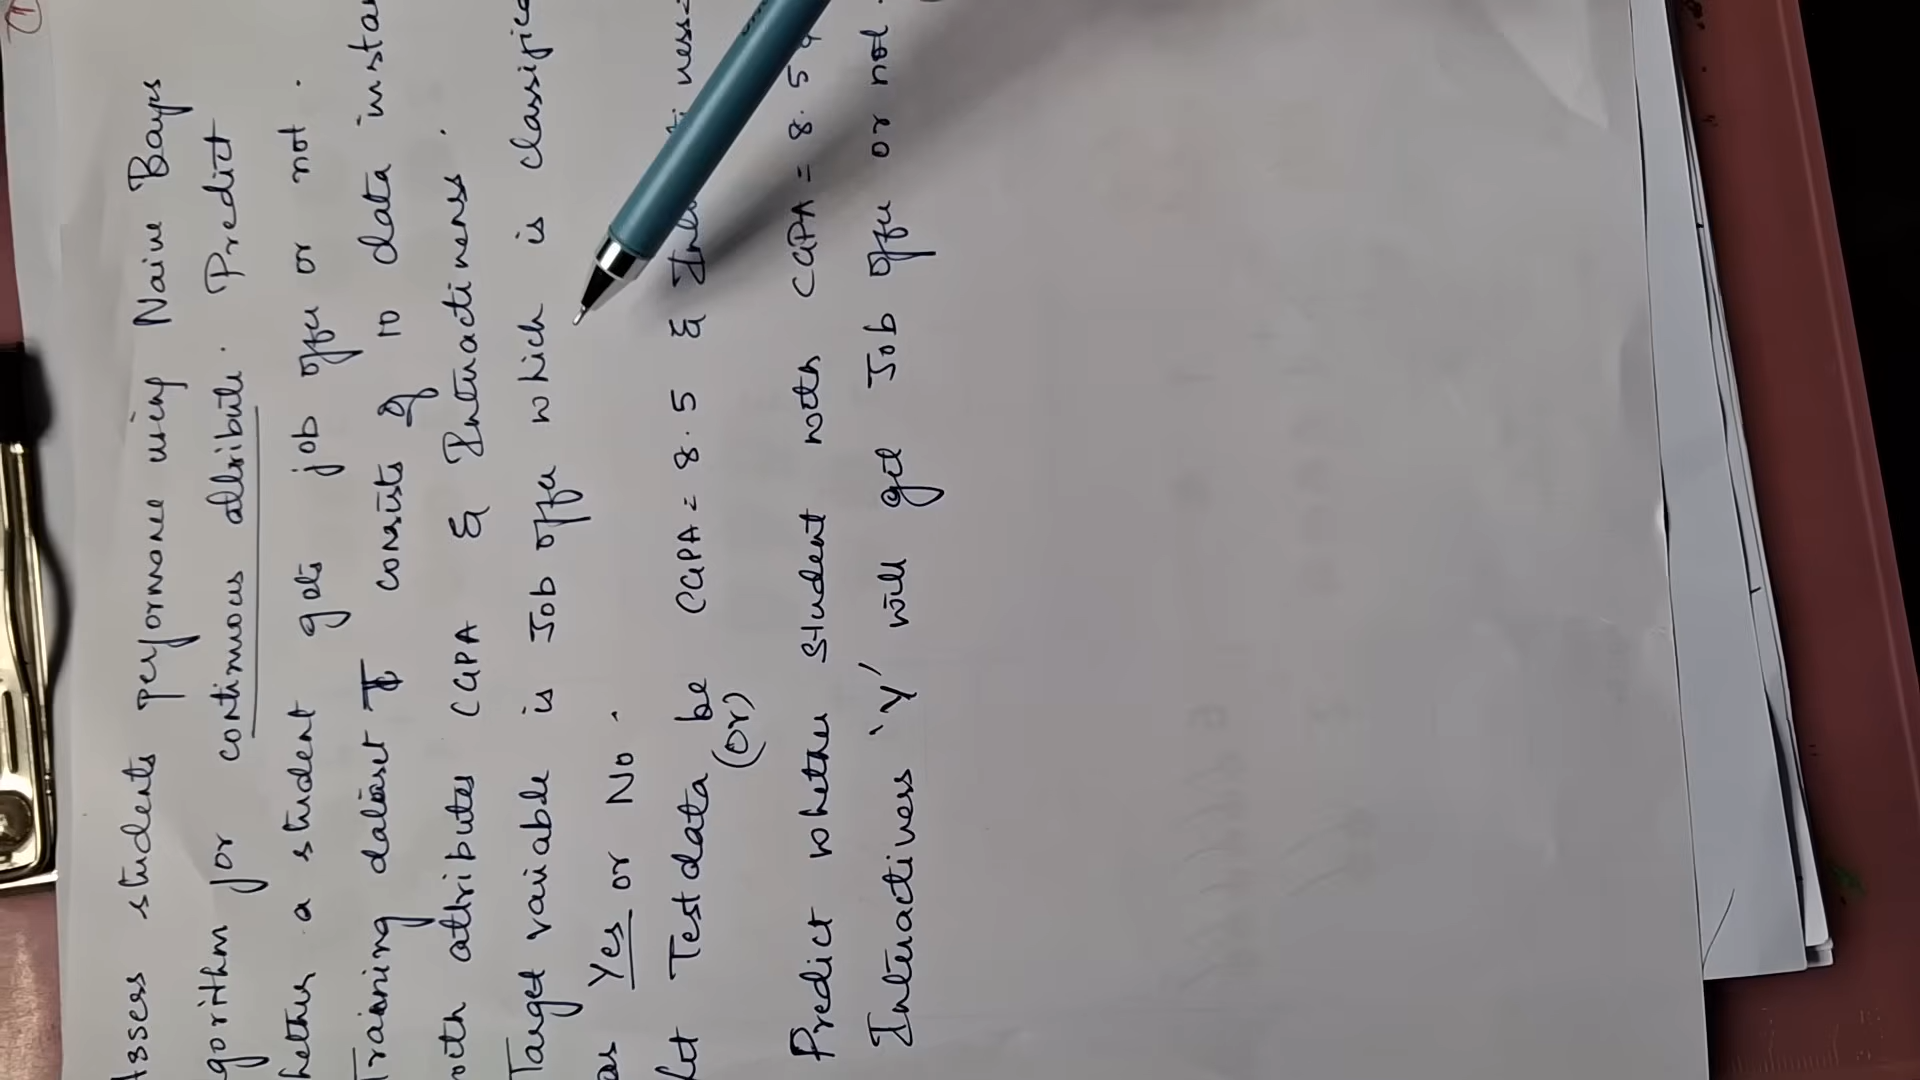 Assess students performance using Naive Bayes
gorithm for continuous attribute. Predict
hether a student gets job offer or not.
Training dataset T consists of 10 data insta
with attributes CGPA & Interactiveness.
Target variable is Job offer which is classifie
as Yes or No.
Let Test data be CGPA = 8.5 & ness=
(or)
Predict whether student with CGPA = 8.5 &
Interactiveness 'Y' will get Job offer or not.